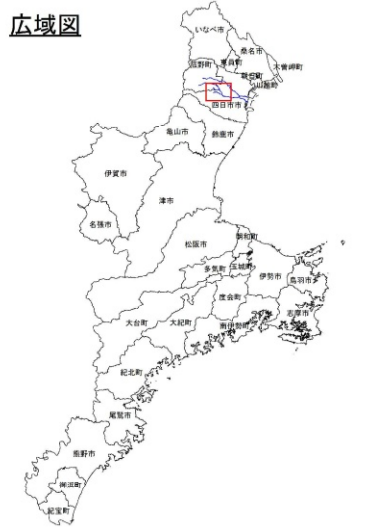 広域図
いなべ市
桑名市
東員町
木曽岬町
菰野町
朝日町
川越町
四日市市
亀山市
鈴鹿市
伊賀市
津市
名張市
松阪市
明和町
多気町
玉城町
伊勢市
鳥羽市
度会町
志摩市
大台町
大紀町
南伊勢町
紀北町
尾鷲市
熊野市
御浜町
紀宝町